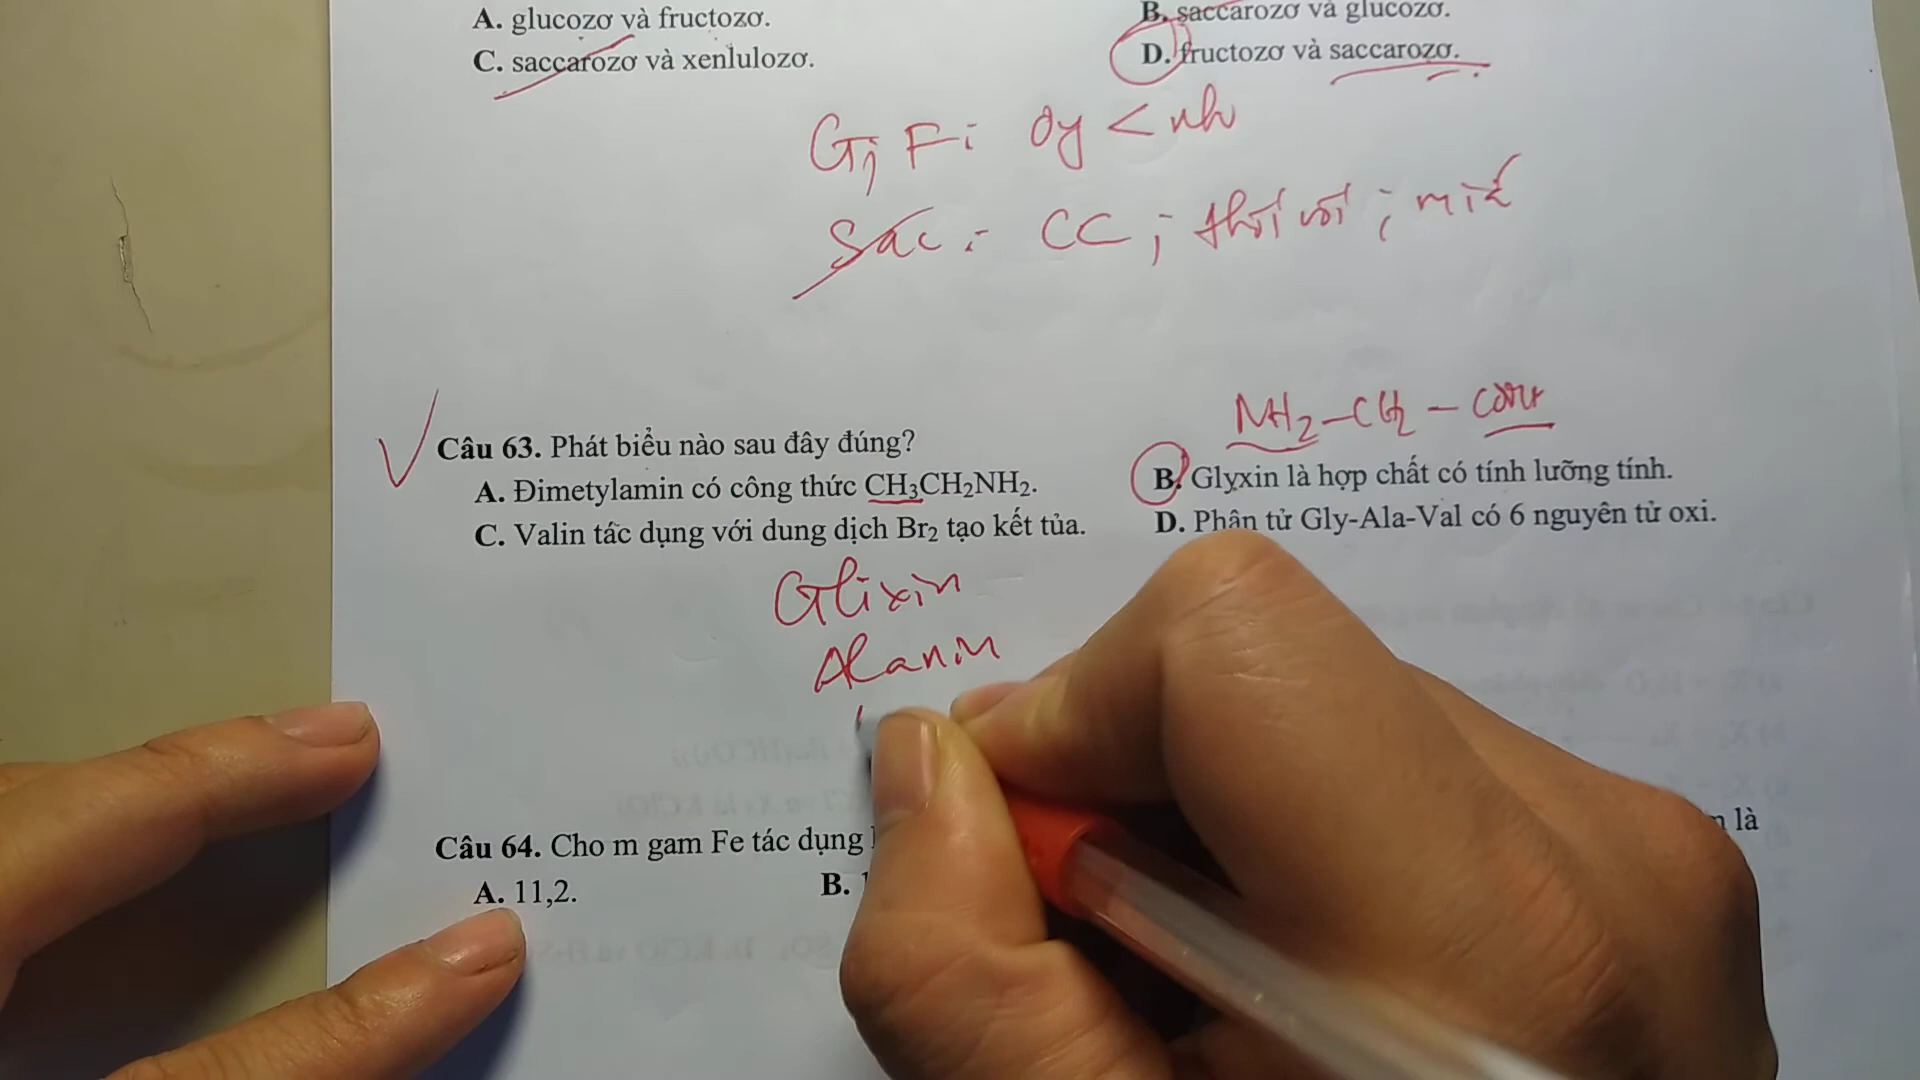 A. glucozơ và fructozơ.
B. saccarozơ và glucozơ.
C. saccarozơ và xenlulozơ.
D. fructozơ và saccarozơ.
G; F:
< nh
Sac: CC;
NH2-CH2-
Câu 63. Phát biểu nào sau đây đúng?
A. Đimetylamin có công thức CH3CH2NH2.
B. Glyxin là hợp chất có tính lưỡng tính.
C. Valin tác dụng với dung dịch Br2 tạo kết tủa.
D. Phân tử Gly-Ala-Val có 6 nguyên tử oxi.
Glixin
Alanin
Câu 64. Cho m gam Fe tác dụng
là
A. 11,2.
B.